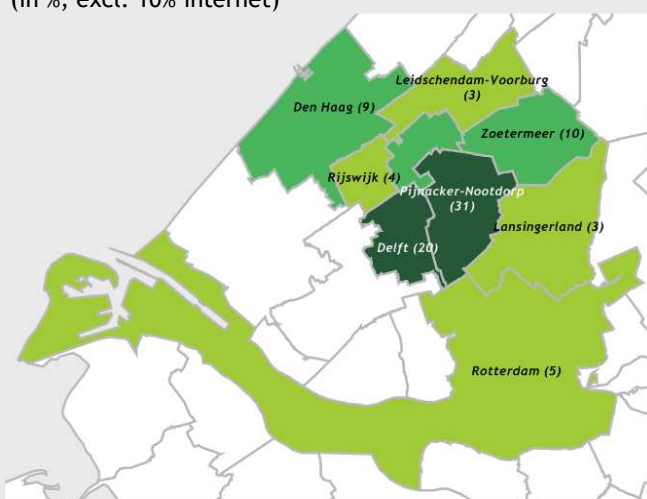 (in %, excl. 10% internet)
Leidschendam-Voorburg
(3)
Den Haag (9)
Zoetermeer (10)
Rijswijk (4)
Pijnacker-Nootdorp
(31)
Lansingerland (3)
Delft (20)
Rotterdam (5)